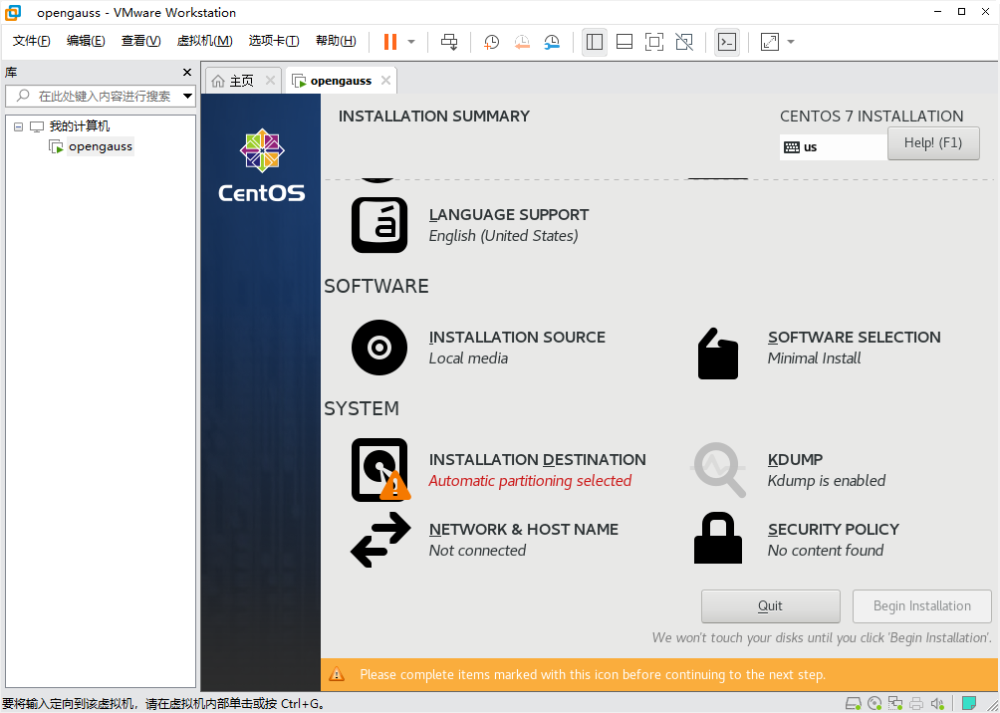 opengauss - VMware Workstation
文件(F) 编辑(E) 查看(V) 虚拟机(M) 选项卡(T) 帮助(H)
库
主页 opengauss
在此处键入内容进行搜索
我的计算机
opengauss
CentOS
INSTALLATION SUMMARY
CENTOS 7 INSTALLATION
us
Help! (F1)
LANGUAGE SUPPORT
English (United States)
SOFTWARE
INSTALLATION SOURCE
Local media
SOFTWARE SELECTION
Minimal Install
SYSTEM
INSTALLATION DESTINATION
Automatic partitioning selected
KDUMP
Kdump is enabled
NETWORK & HOST NAME
Not connected
SECURITY POLICY
No content found
Quit
Begin Installation
We won't touch your disks until you click 'Begin Installation'.
Please complete items marked with this icon before continuing to the next step.
要将输入定向到该虚拟机，请在虚拟机内部单击或按 Ctrl+G。